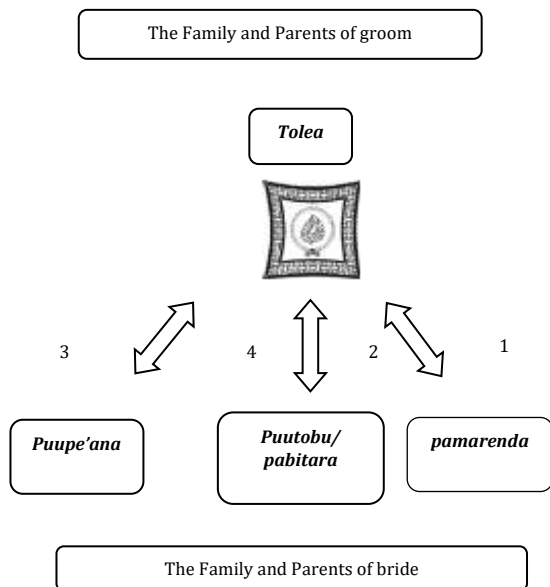 The Family and Parents of groom
Tolea
3
4
2
1
Puupe'ana
Puutobu/
pabitara
pamarenda
The Family and Parents of bride